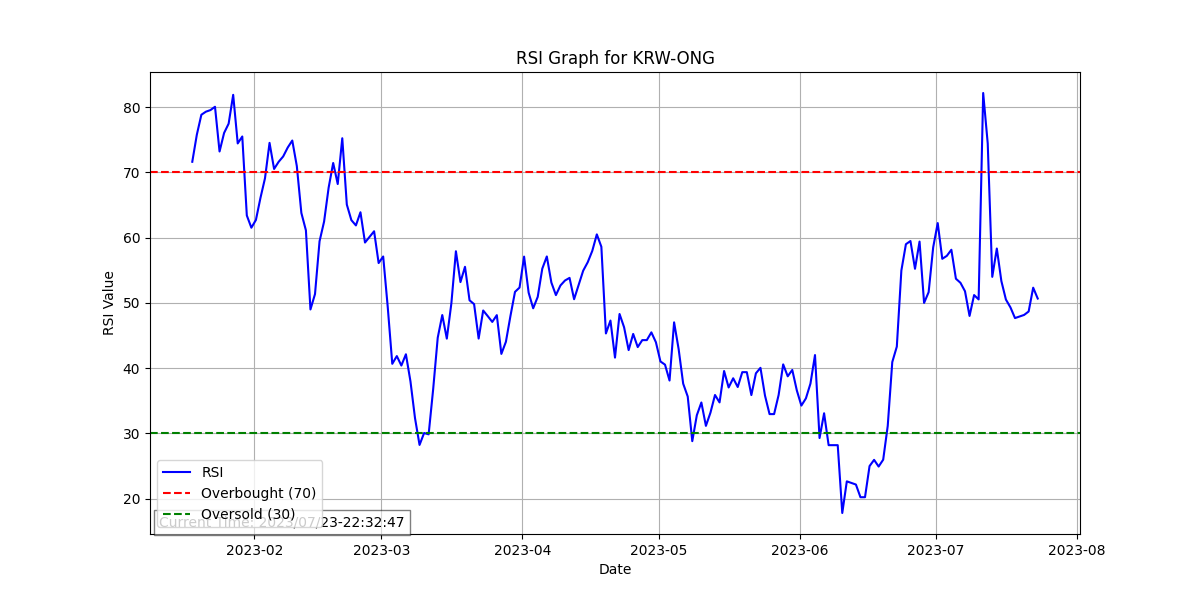 RSI Graph for KRW-ONG
RSI Value
80
70
60
50
40
30
20
RSI
Overbought (70)
Oversold (30)
Current Time: 2023/07/23-22:32:47
2023-02
2023-03
2023-04
2023-05
2023-06
2023-07
2023-08
Date